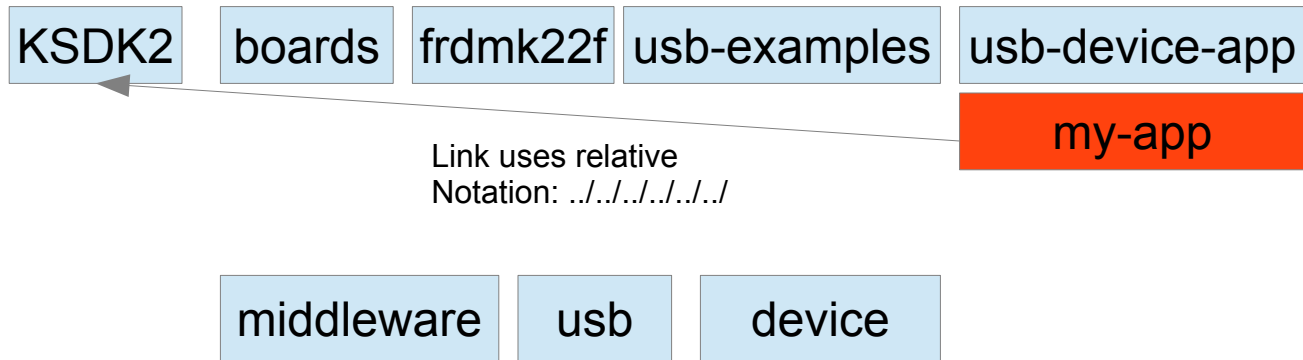 KSDK2 boards frdmk22f usb-examples usb-device-app
my-app
Link uses relative
Notation: ../../../../../../
middleware usb device